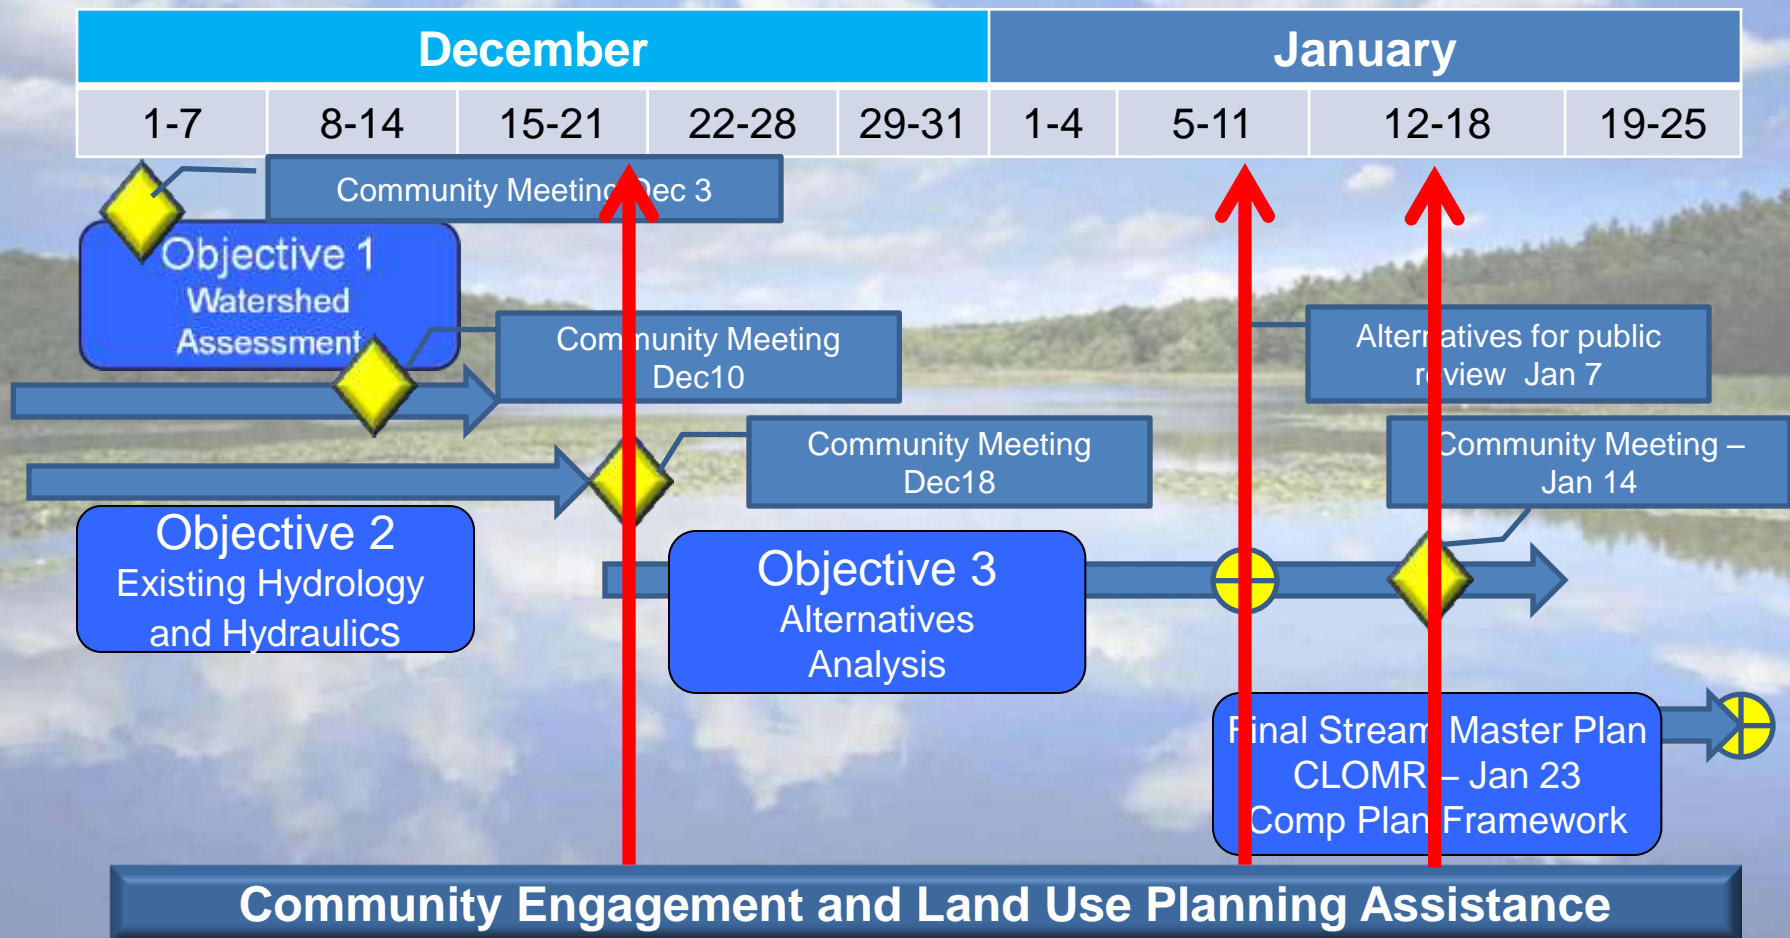 December
January
1-7
8-14
15-21
22-28
29-31
1-4
5-11
12-18
19-25
Community Meeting Dec 3
Objective 1
Watershed
Assessment
Community Meeting
Dec10
Alternatives for public
review Jan 7
Community Meeting
Dec18
Community Meeting –
Jan 14
Objective 2
Existing Hydrology
and Hydraulics
Objective 3
Alternatives
Analysis
Final Stream Master Plan
CLOMR – Jan 23
Comp Plan Framework
Community Engagement and Land Use Planning Assistance